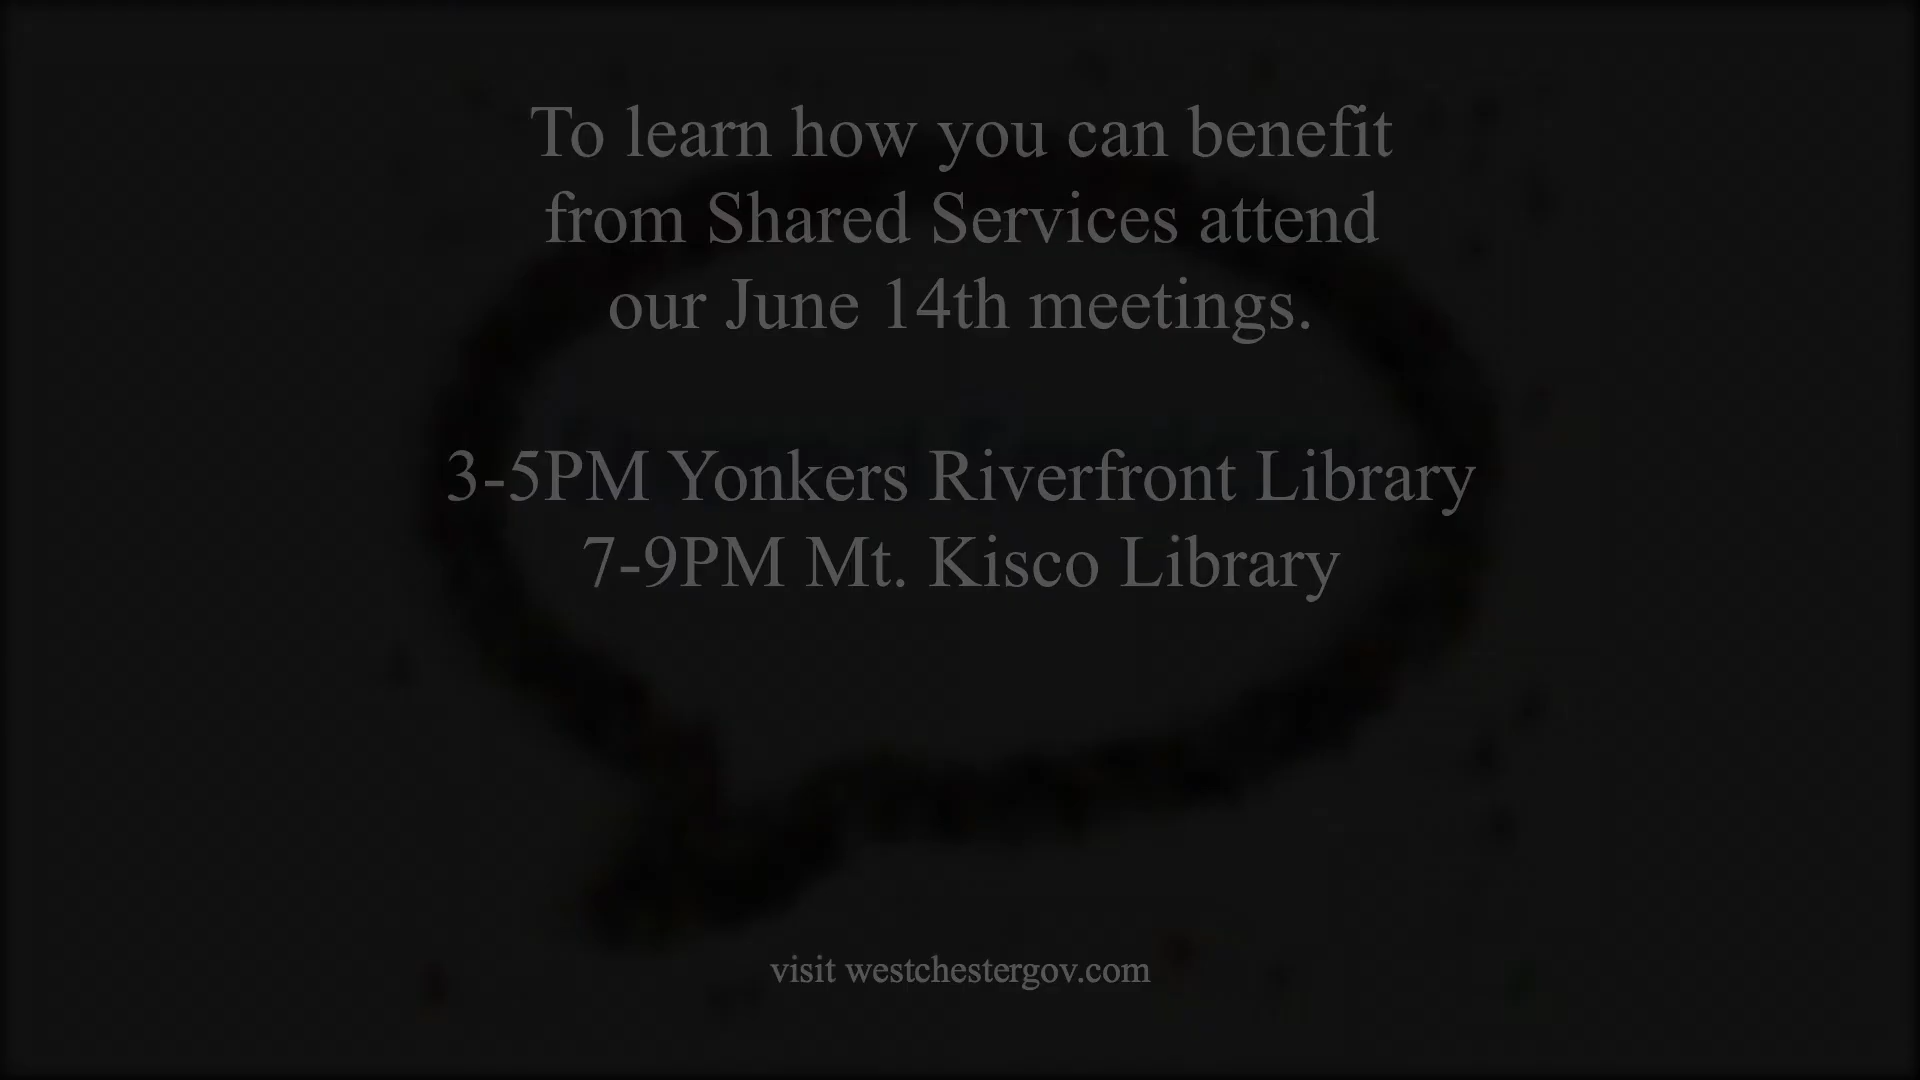 To learn how you can benefit
from Shared Services attend
our June 14th meetings.
3-5PM Yonkers Riverfront Library
7-9PM Mt. Kisco Library
visit westchestergov.com